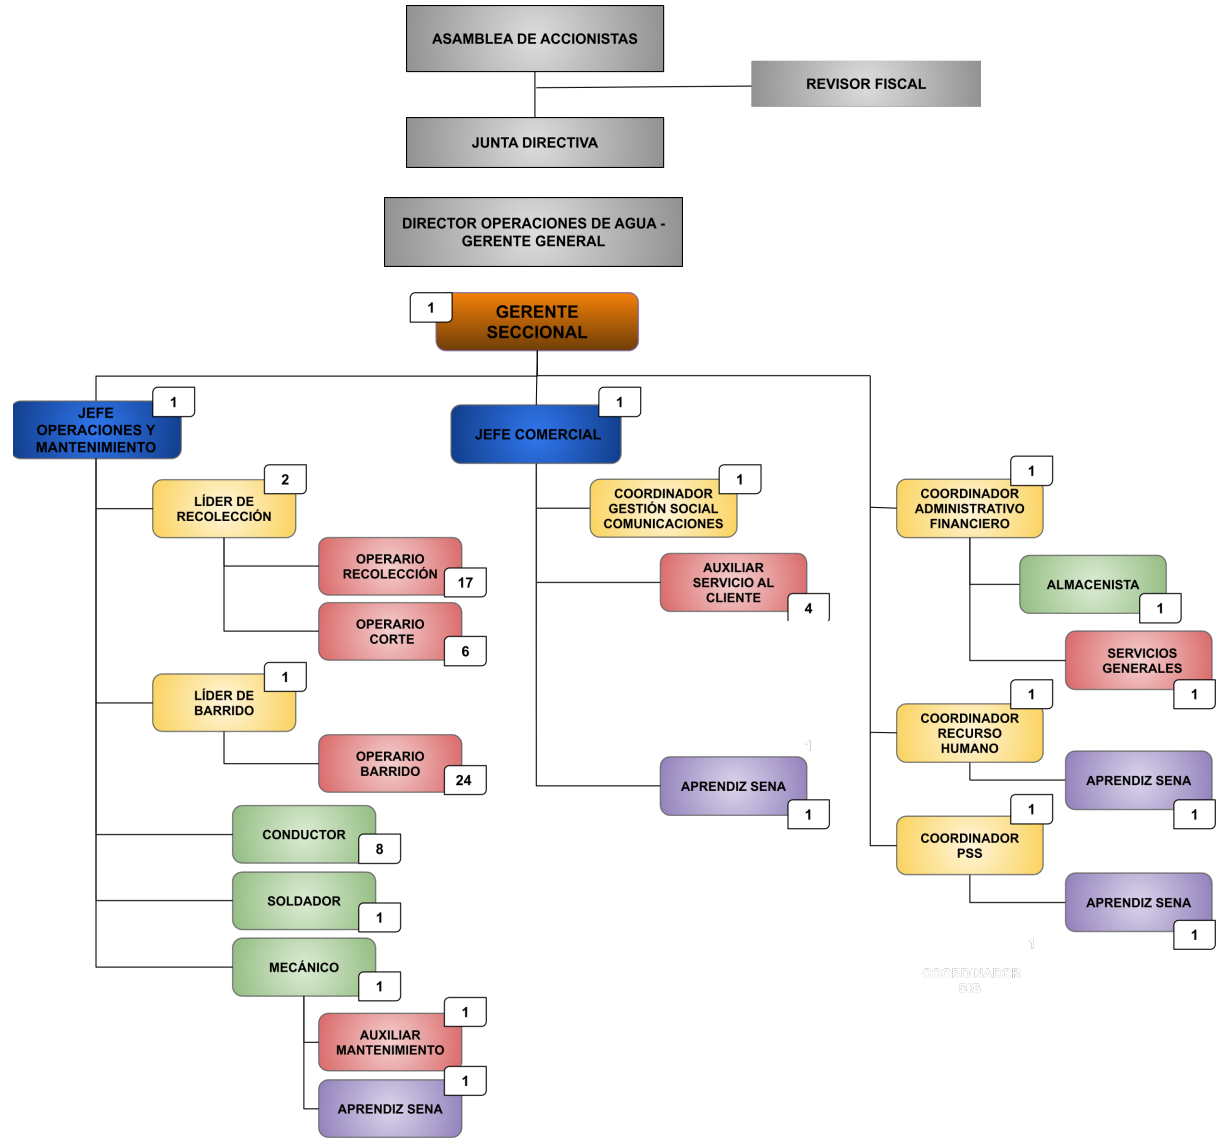 ASAMBLEA DE ACCIONISTAS
REVISOR FISCAL
JUNTA DIRECTIVA
DIRECTOR OPERACIONES DE AGUA -
GERENTE GENERAL
1
GERENTE
SECCIONAL
1
JEFE
OPERACIONES Y
MANTENIMIENTO
2
LÍDER DE
RECOLECCIÓN
OPERARIO
RECOLECCIÓN
17
OPERARIO
CORTE
6
1
LÍDER DE
BARRIDO
OPERARIO
BARRIDO
24
CONDUCTOR
8
SOLDADOR
1
MECÁNICO
1
1
AUXILIAR
MANTENIMIENTO
1
APRENDIZ SENA
1
JEFE COMERCIAL
1
COORDINADOR
GESTIÓN SOCIAL
COMUNICACIONES
AUXILIAR
SERVICIO AL
CLIENTE
4
1
APRENDIZ SENA
1
1
COORDINADOR
ADMINISTRATIVO
FINANCIERO
ALMACENISTA
1
SERVICIOS
GENERALES
1
1
COORDINADOR
RECURSO
HUMANO
APRENDIZ SENA
1
1
COORDINADOR
PSS
APRENDIZ SENA
1
1
COORDINADOR
SIG